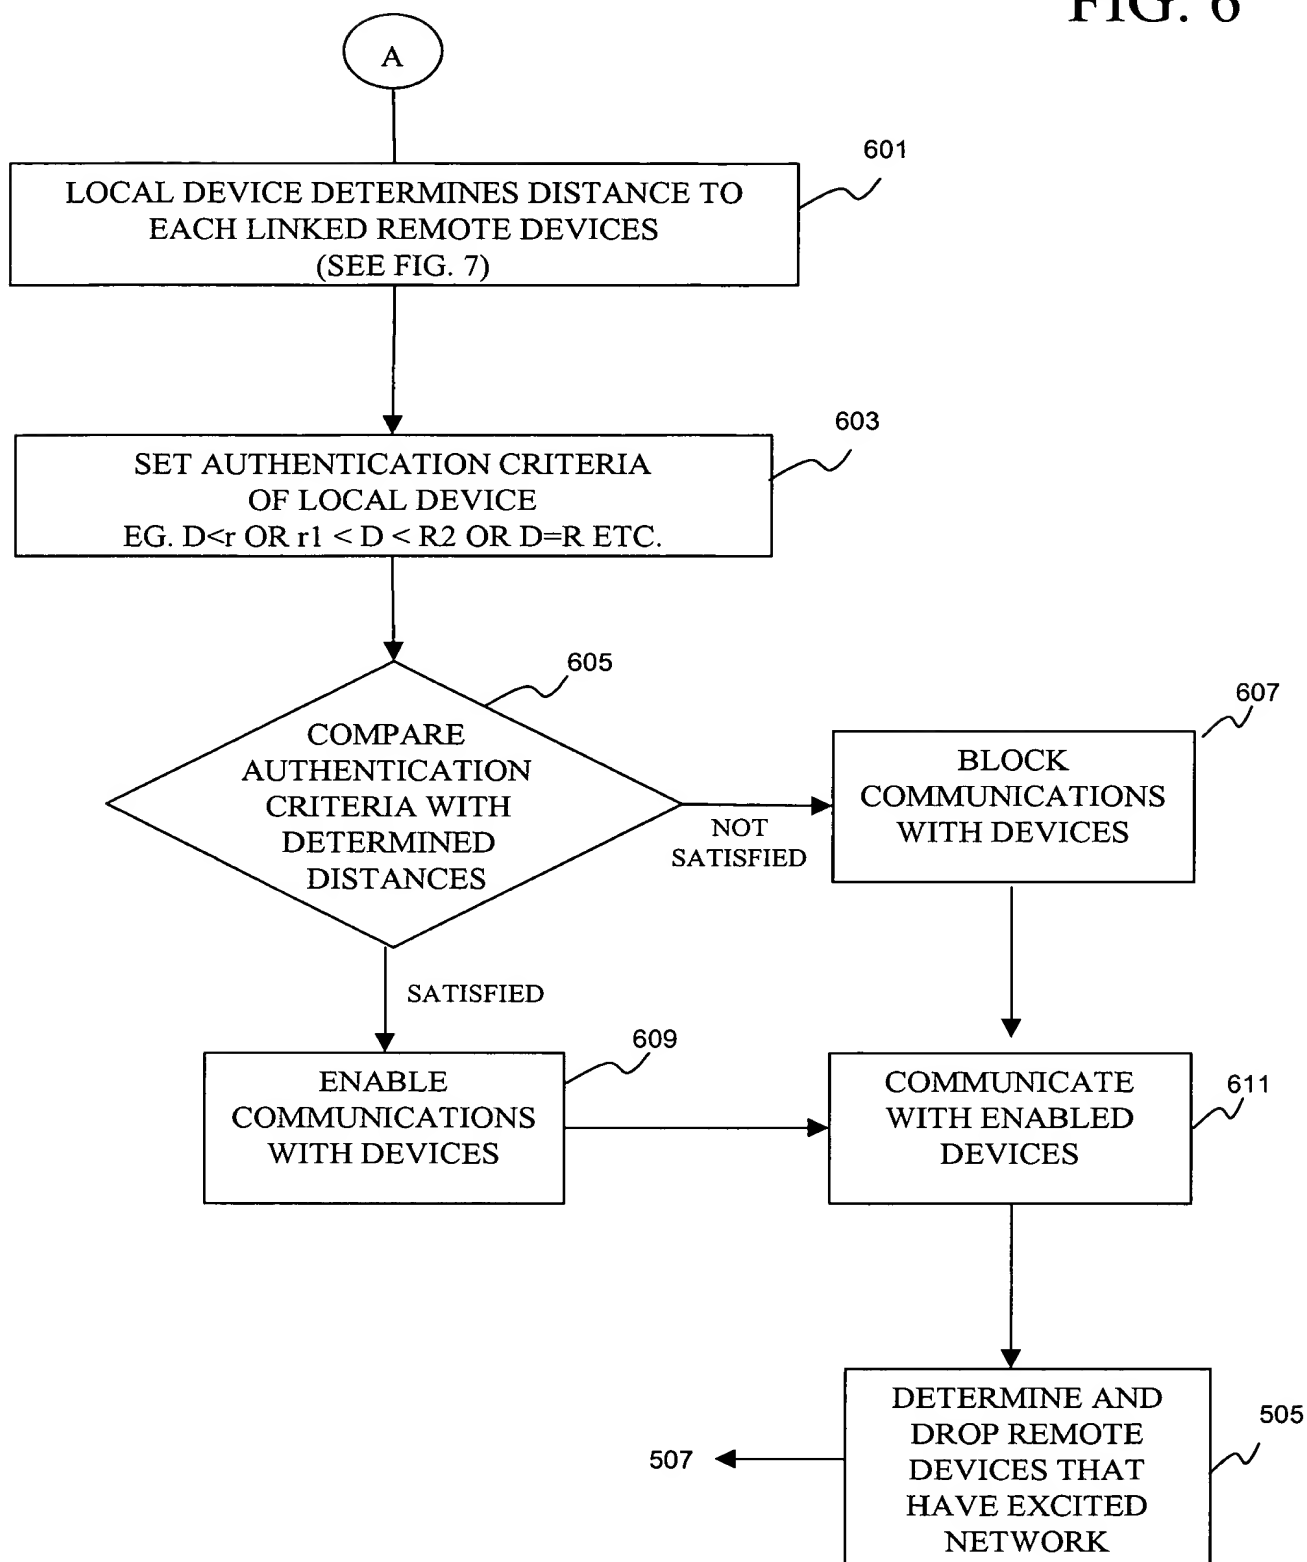 FIG. 6
A
601
LOCAL DEVICE DETERMINES DISTANCE TO
EACH LINKED REMOTE DEVICES
(SEE FIG. 7)
603
SET AUTHENTICATION CRITERIA
OF LOCAL DEVICE
EG. D<r OR r1 < D < R2 OR D=R ETC.
605
COMPARE
AUTHENTICATION
CRITERIA WITH
DETERMINED
DISTANCES
NOT
SATISFIED
607
BLOCK
COMMUNICATIONS
WITH DEVICES
SATISFIED
609
ENABLE
COMMUNICATIONS
WITH DEVICES
COMMUNICATE
WITH ENABLED
DEVICES
611
DETERMINE AND
DROP REMOTE
DEVICES THAT
HAVE EXCITED
NETWORK
505
507